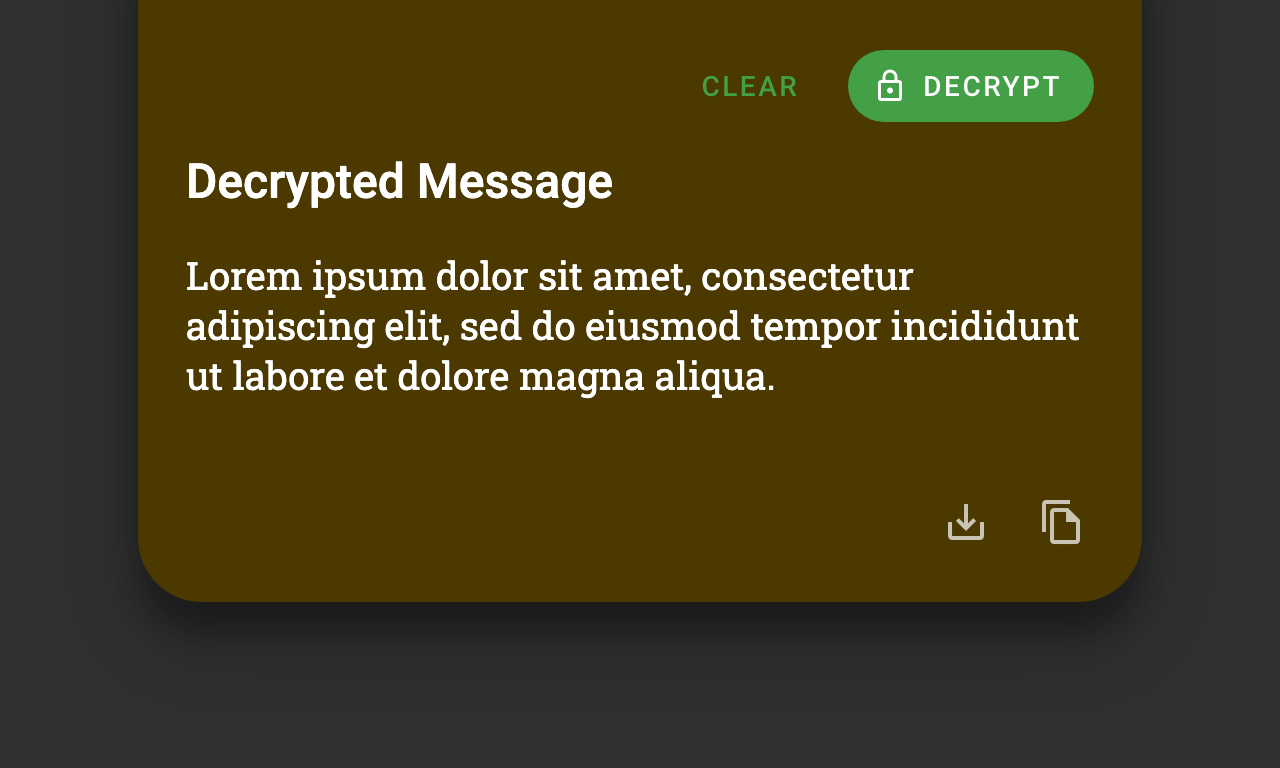 CLEAR DECRYPT
Decrypted Message
Lorem ipsum dolor sit amet, consectetur
adipiscing elit, sed do eiusmod tempor incididunt
ut labore et dolore magna aliqua.